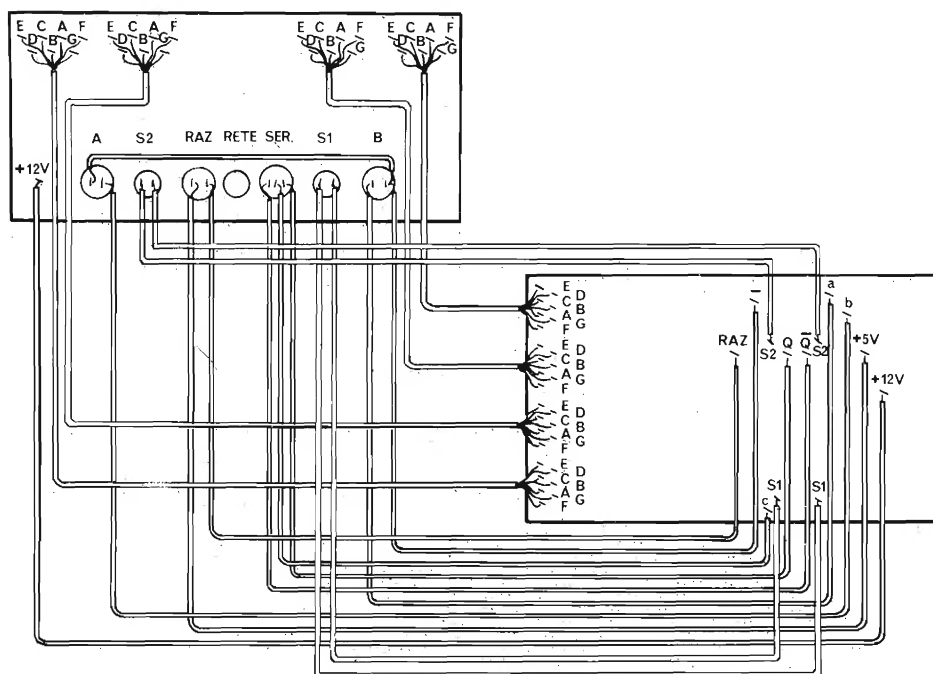 E C A F E C A F E C A F E C A F
D B G D B G G D B G
A S2 RAZ RETE SER. S1 B
+12V
E
D
C
B
A
G
F
a
b
RAZ
S2
Q
Q̅
S2
+5V
+12V
E
D
C
B
A
G
F
E
D
C
B
A
G
F
E
D
C
B
A
G
F
c
S1
S1